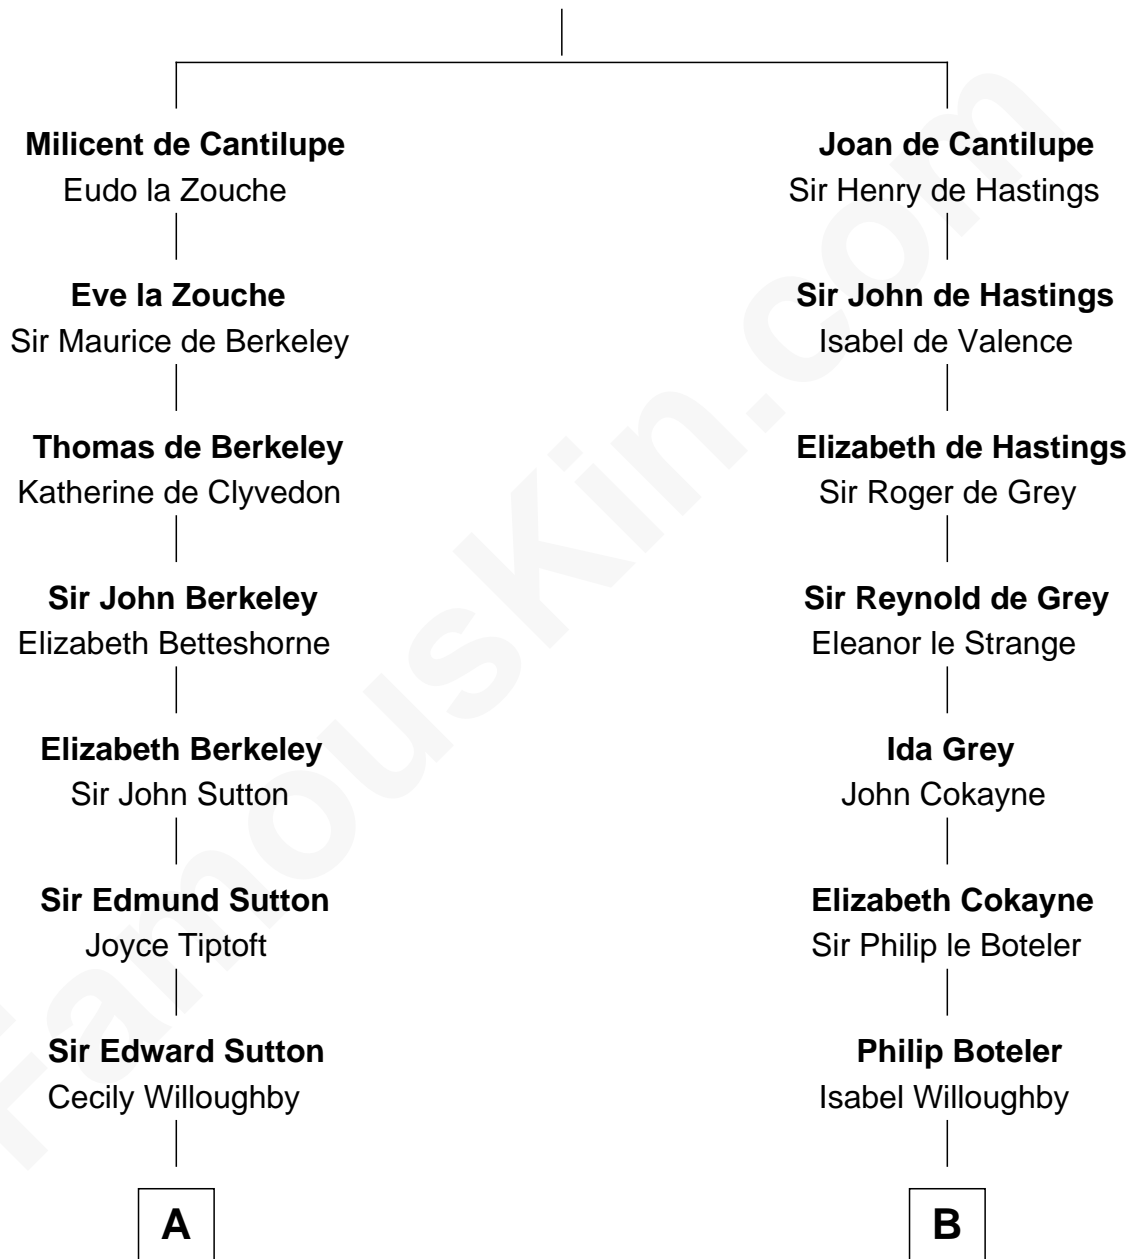 Milicent de Cantilupe
Eudo la Zouche
Eve la Zouche
Sir Maurice de Berkeley
Thomas de Berkeley
Katherine de Clyvedon
Sir John Berkeley
Elizabeth Betteshorne
Elizabeth Berkeley
Sir John Sutton
Sir Edmund Sutton
Joyce Tiptoft
Sir Edward Sutton
Cecily Willoughby
A
Joan de Cantilupe
Sir Henry de Hastings
Sir John de Hastings
Isabel de Valence
Elizabeth de Hastings
Sir Roger de Grey
Sir Reynold de Grey
Eleanor le Strange
Ida Grey
John Cokayne
Elizabeth Cokayne
Sir Philip le Boteler
Philip Boteler
Isabel Willoughby
B
FamousKin.com